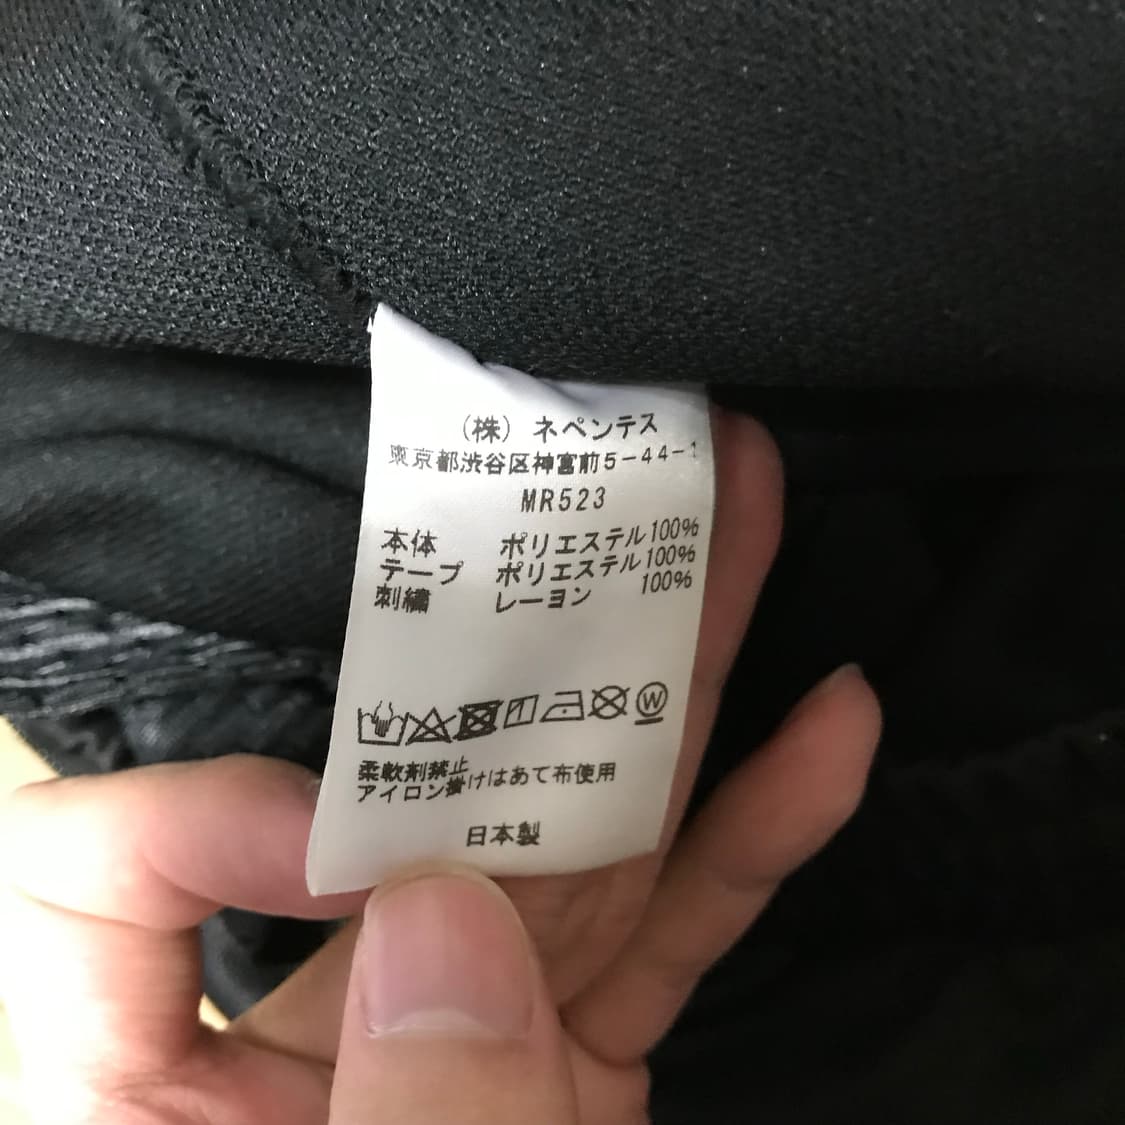 （株）ネペンテス
東京都渋谷区神宮前5-44-1
MR523
本体 ポリエステル100%
テープ ポリエステル100%
刺繍 レーヨン 100%
W
柔軟剤禁止
アイロン掛けはあて布使用
日本製